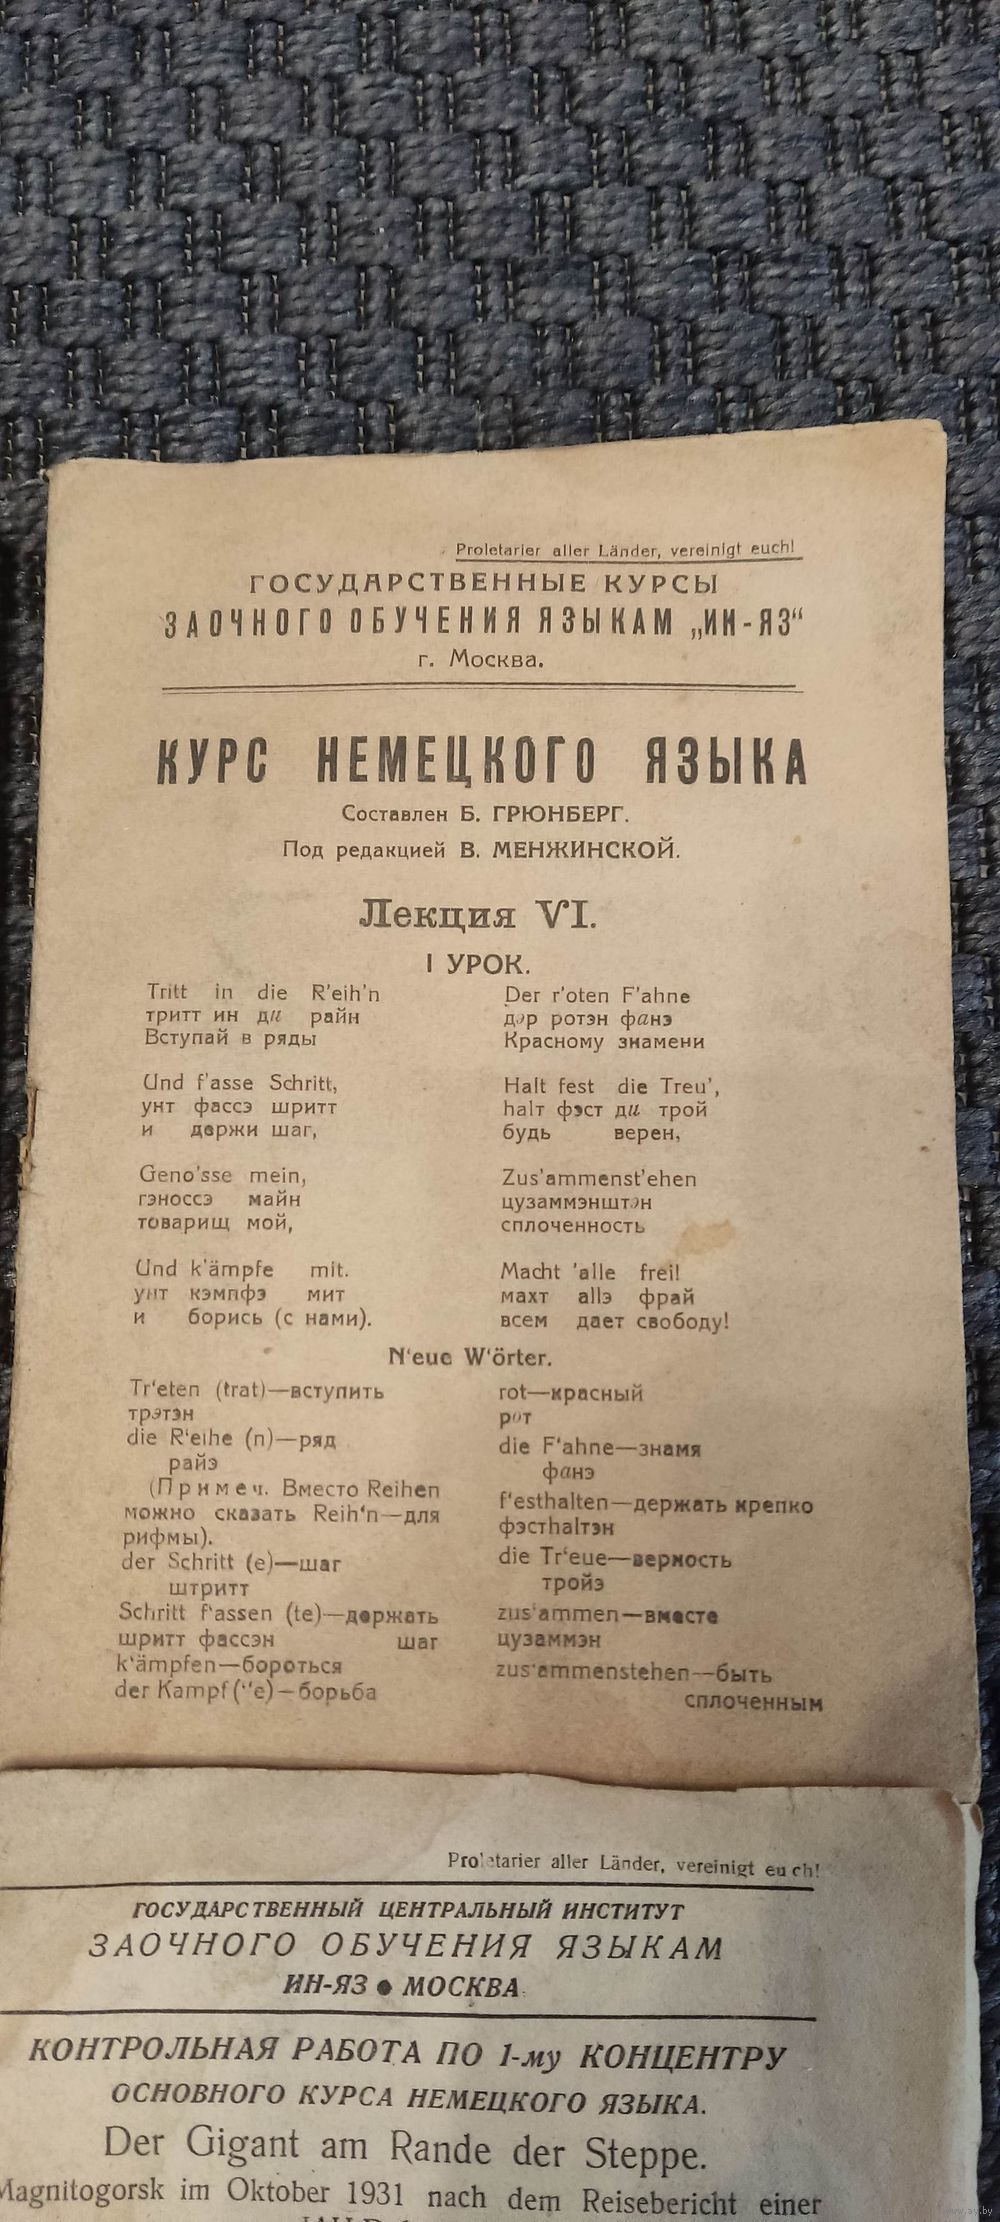 Proletarier aller Länder, vereinigt euch!
ГОСУДАРСТВЕННЫЕ КУРСЫ
ЗАОЧНОГО ОБУЧЕНИЯ ЯЗЫКАМ „ИН-ЯЗ“
г. Москва.
КУРС НЕМЕЦКОГО ЯЗЫКА
Составлен Б. ГРЮНБЕРГ.
Под редакцией В. МЕНЖИНСКОЙ.
Лекция VI.
I УРОК.
Tritt in die R'eih'n
тритт ин ди райн
Вступай в ряды
Und f'asse Schritt,
унт фассэ шритт
и держи шаг,
Geno'sse mein,
гэноссэ майн
товарищ мой,
Und k'ämpfe mit.
унт кэмпфэ мит
и борись (с нами).
Der r'oten F'ahne
дэр ротэн фанэ
Красному знамени
Halt fest die Treu',
halт фэст ди трой
будь верен,
Zus'ammenst'ehen
цузаммэнштэн
сплоченность
Macht 'alle frei!
махт аllэ фрай
всем дает свободу!
N'eue W'örter.
Tr'eten (trat)—вступить
трэтэн
die R'eihe (n)—ряд
райэ
(Примеч. Вместо Reihen
можно сказать Reih'n—для
рифмы).
der Schritt (e)—шаг
штритт
Schritt f'assen (te)—держать
шритт фассэн шаг
k'ämpfen—бороться
der Kampf ("e)—борьба
rot—красный
рот
die F'ahne—знамя
фанэ
f'esthalten—держать крепко
фэстhalтэн
die Tr'eue—верность
тройэ
zus'ammen—вместе
цузаммэн
zus'ammenstehen—быть
сплоченным
Proletarier aller Länder, vereinigt euch!
ГОСУДАРСТВЕННЫЙ ЦЕНТРАЛЬНЫЙ ИНСТИТУТ
ЗАОЧНОГО ОБУЧЕНИЯ ЯЗЫКАМ
ИН-ЯЗ ● МОСКВА
КОНТРОЛЬНАЯ РАБОТА ПО 1-му КОНЦЕНТРУ
ОСНОВНОГО КУРСА НЕМЕЦКОГО ЯЗЫКА.
Der Gigant am Rande der Steppe.
Magnitogorsk im Oktober 1931 nach dem Reisebericht einer
www.ay.by